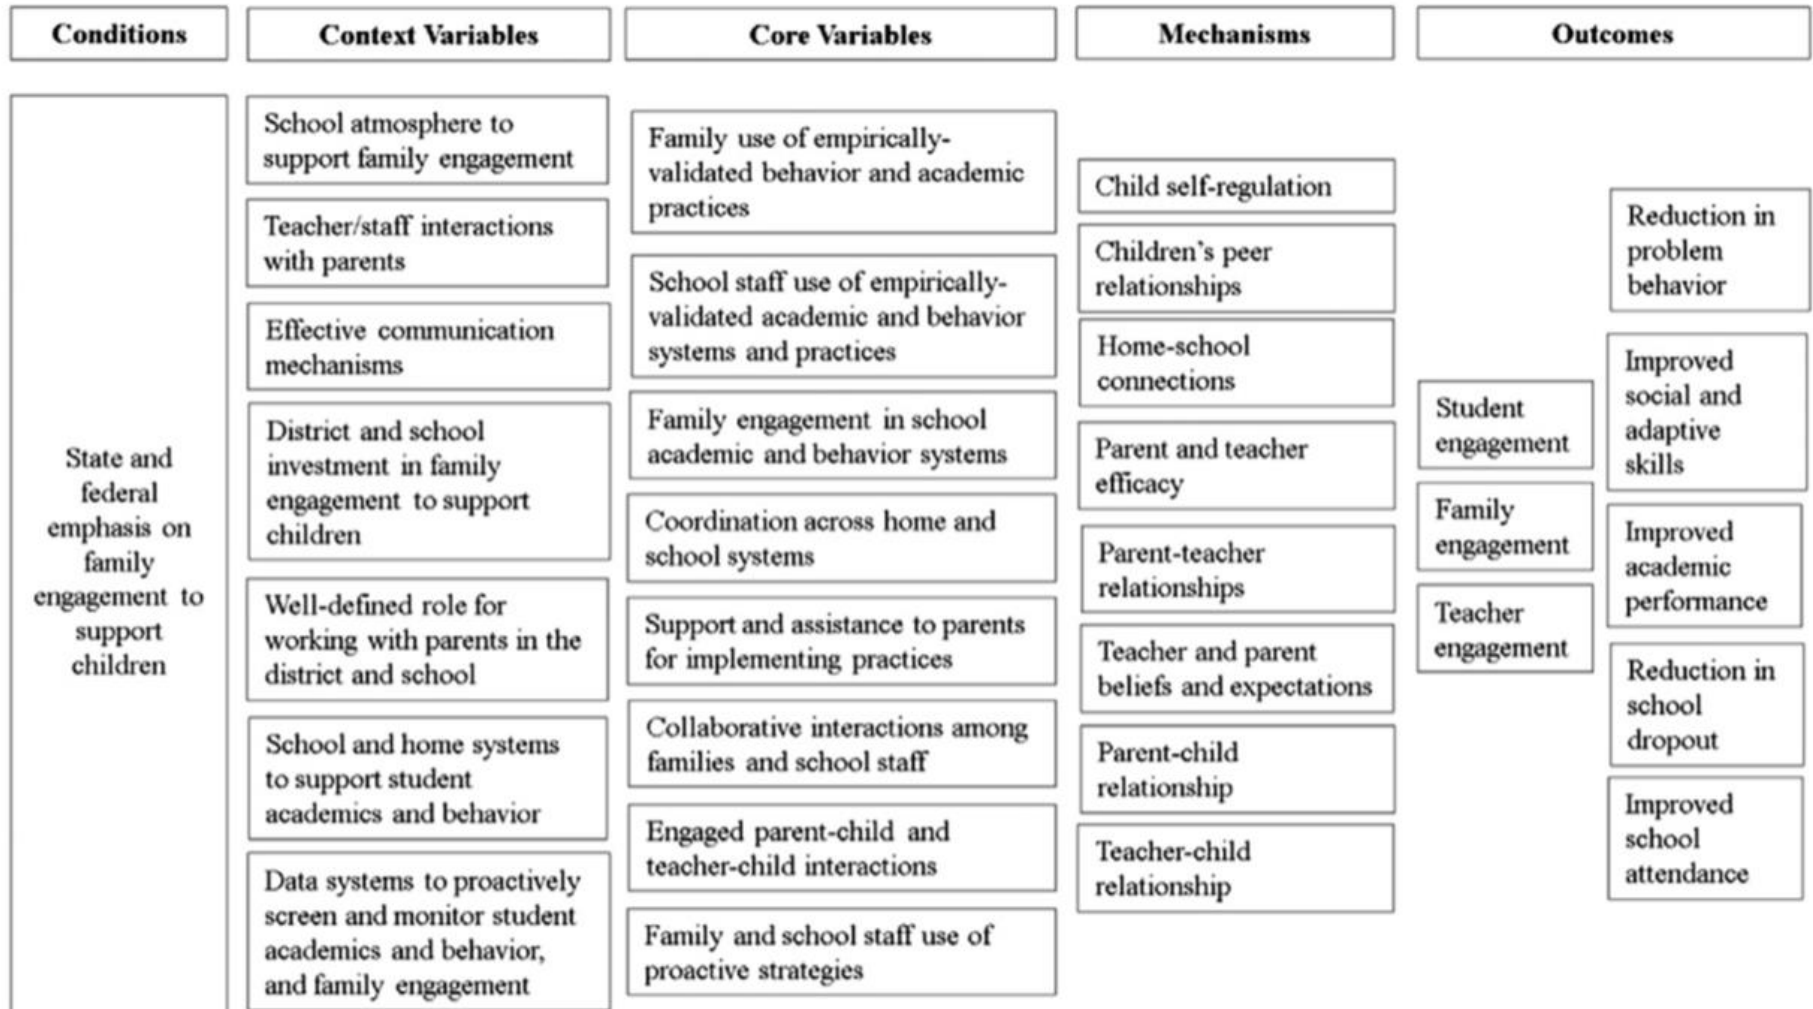 Conditions
Context Variables
Core Variables
Mechanisms
Outcomes
State and
federal
emphasis on
family
engagement to
support
children
School atmosphere to
support family engagement
Teacher/staff interactions
with parents
Effective communication
mechanisms
District and school
investment in family
engagement to support
children
Well-defined role for
working with parents in the
district and school
School and home systems
to support student
academics and behavior
Data systems to proactively
screen and monitor student
academics and behavior,
and family engagement
Family use of empirically-
validated behavior and academic
practices
School staff use of empirically-
validated academic and behavior
systems and practices
Family engagement in school
academic and behavior systems
Coordination across home and
school systems
Support and assistance to parents
for implementing practices
Collaborative interactions among
families and school staff
Engaged parent-child and
teacher-child interactions
Family and school staff use of
proactive strategies
Child self-regulation
Children's peer
relationships
Home-school
connections
Parent and teacher
efficacy
Parent-teacher
relationships
Teacher and parent
beliefs and expectations
Parent-child
relationship
Teacher-child
relationship
Student
engagement
Family
engagement
Teacher
engagement
Reduction in
problem
behavior
Improved
social and
adaptive
skills
Improved
academic
performance
Reduction in
school
dropout
Improved
school
attendance